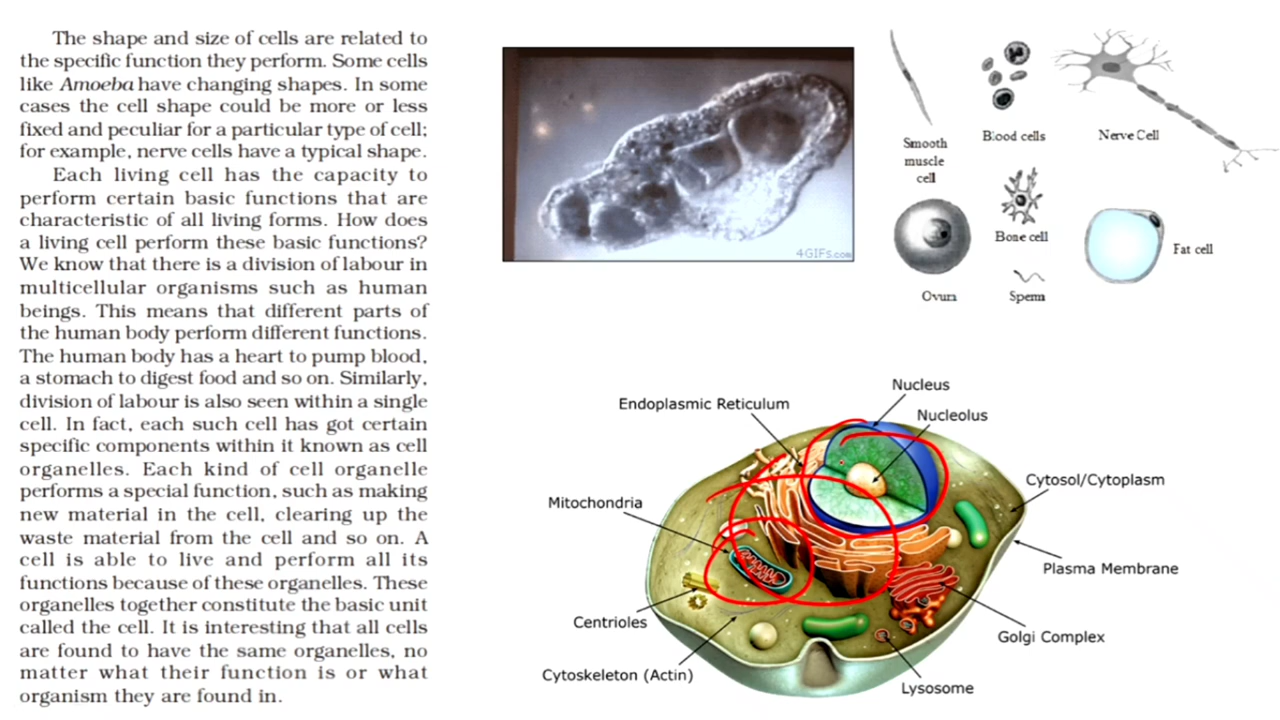 The shape and size of cells are related to
the specific function they perform. Some cells
like Amoeba have changing shapes. In some
cases the cell shape could be more or less
fixed and peculiar for a particular type of cell;
for example, nerve cells have a typical shape.
Each living cell has the capacity to
perform certain basic functions that are
characteristic of all living forms. How does
a living cell perform these basic functions?
We know that there is a division of labour in
multicellular organisms such as human
beings. This means that different parts of
the human body perform different functions.
The human body has a heart to pump blood,
a stomach to digest food and so on. Similarly,
division of labour is also seen within a single
cell. In fact, each such cell has got certain
specific components within it known as cell
organelles. Each kind of cell organelle
performs a special function, such as making
new material in the cell, clearing up the
waste material from the cell and so on. A
cell is able to live and perform all its
functions because of these organelles. These
organelles together constitute the basic unit
called the cell. It is interesting that all cells
are found to have the same organelles, no
matter what their function is or what
organism they are found in.
4GIFs.com
Smooth
muscle
cell
Blood cells
Nerve Cell
Bone cell
Fat cell
Ovum
Sperm
Nucleus
Endoplasmic Reticulum
Nucleolus
Cytosol/Cytoplasm
Mitochondria
Plasma Membrane
Centrioles
Golgi Complex
Cytoskeleton (Actin)
Lysosome